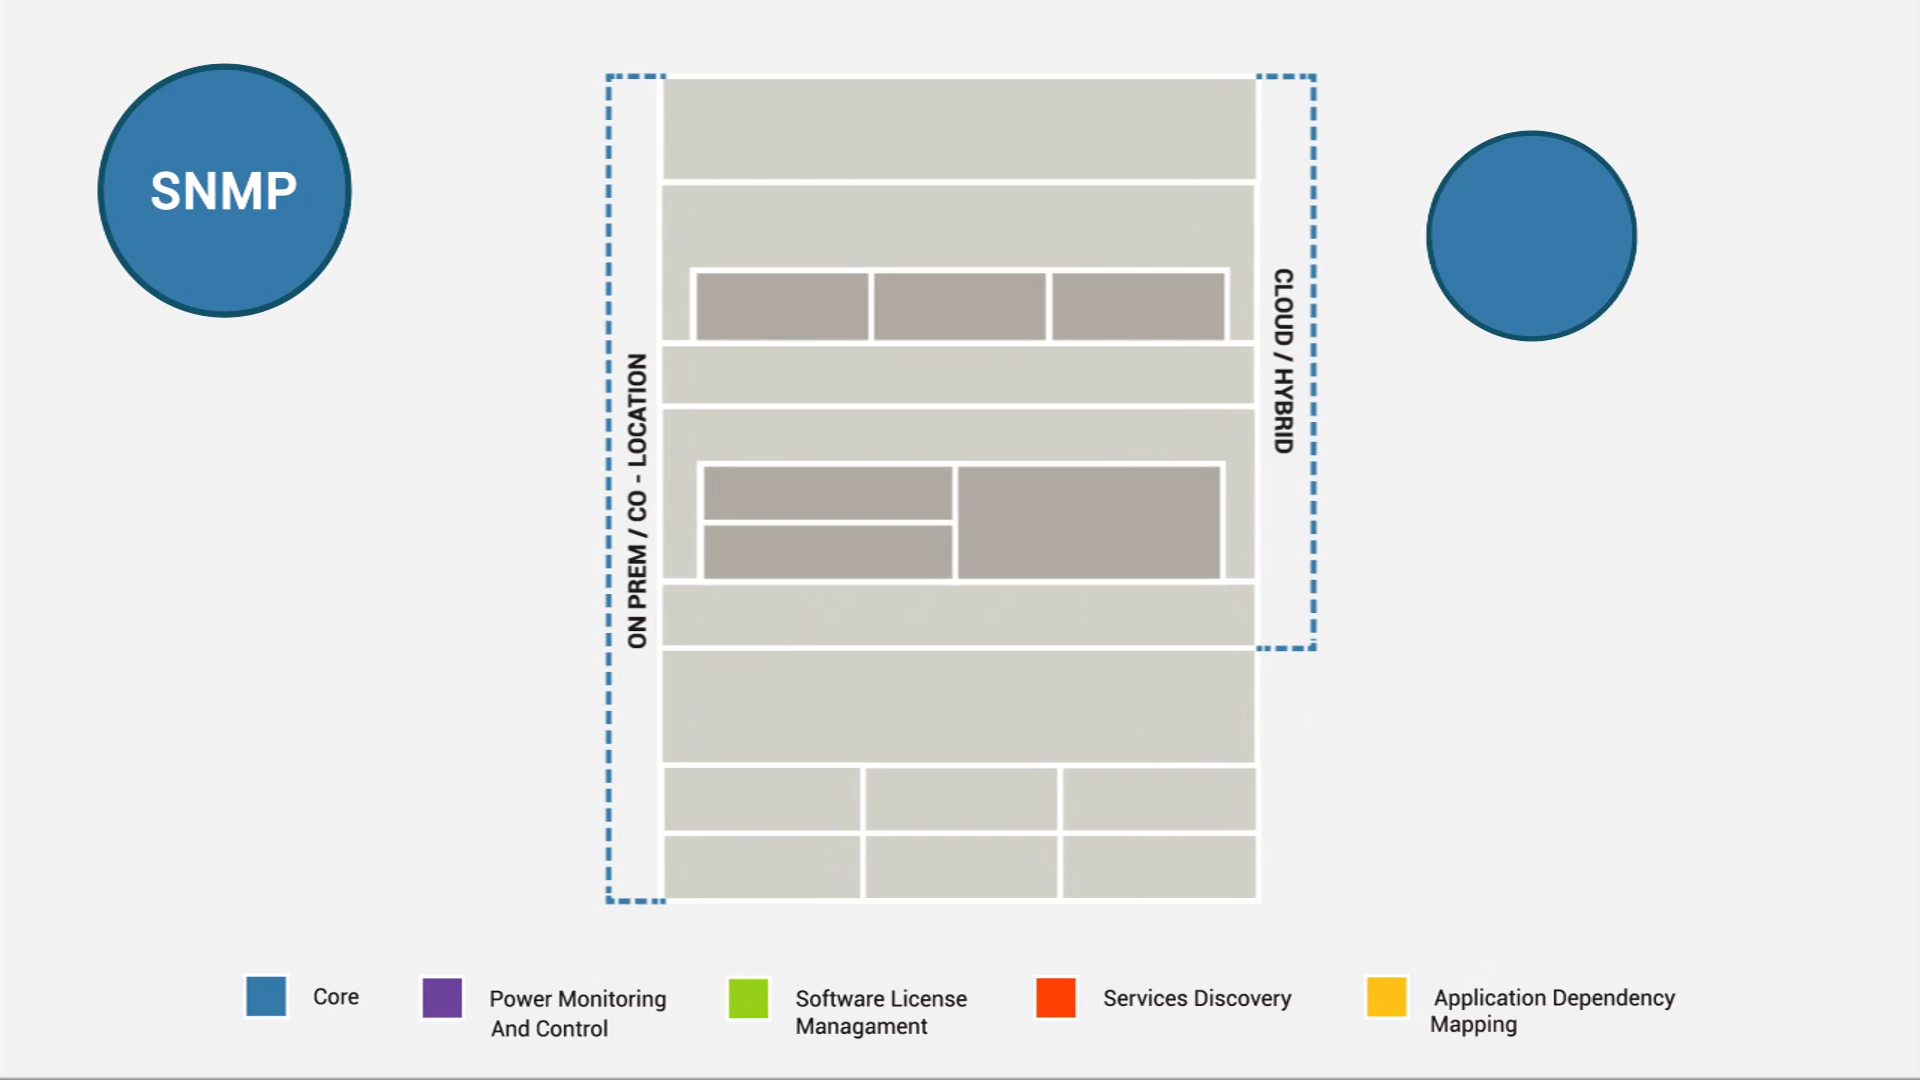 SNMP
ON PREM / CO - LOCATION
CLOUD / HYBRID
Core
Power Monitoring
And Control
Software License
Managament
Services Discovery
Application Dependency
Mapping